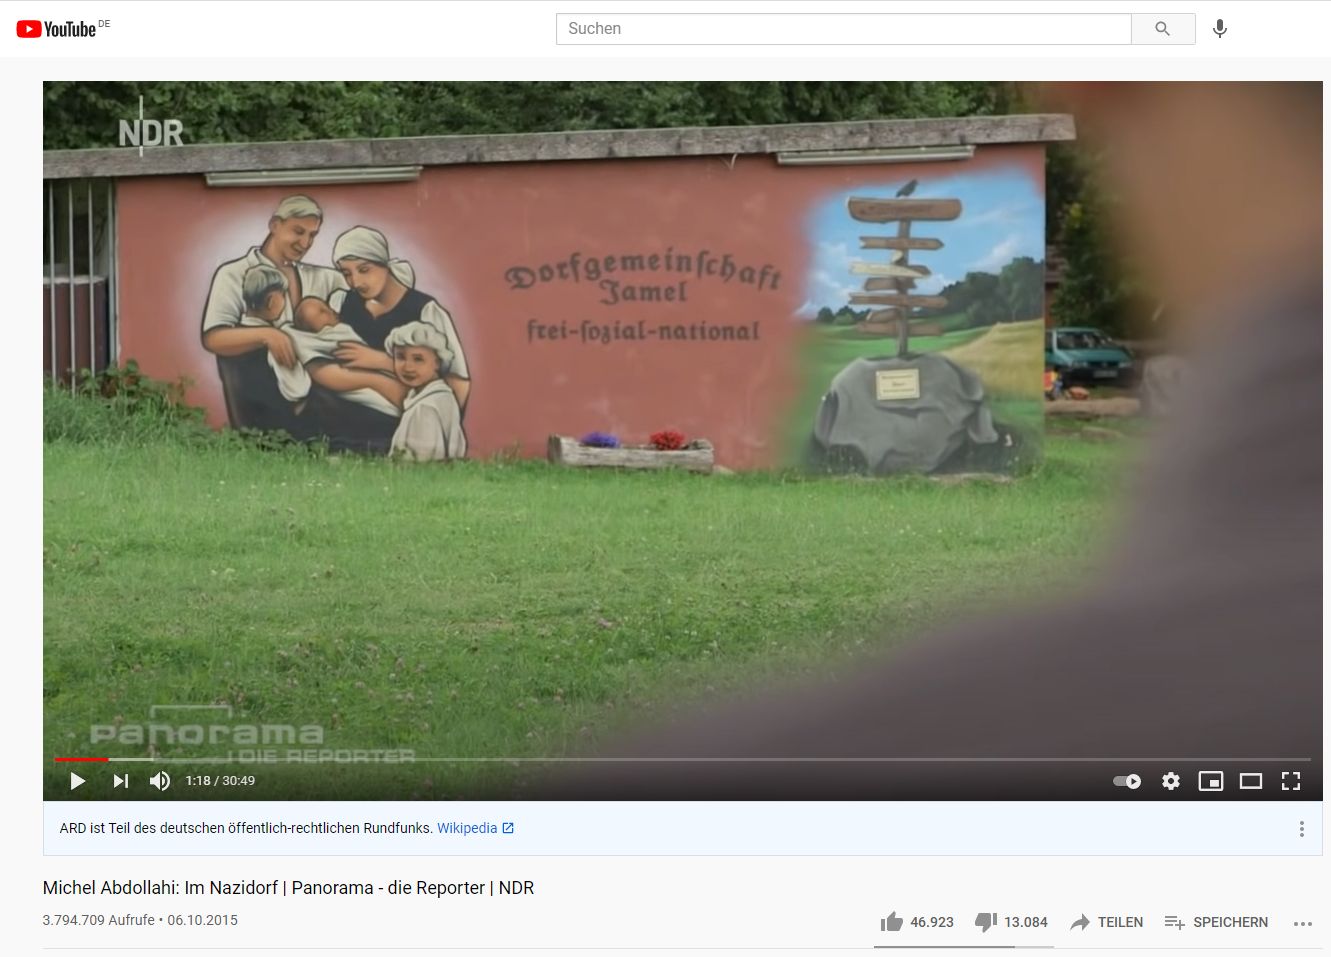 YouTube DE
Suchen
NDR
Dorfgemeinſchaft
Jamel
frei-ſozial-national
panorama
DIE REPORTER
1:18 / 30:49
ARD ist Teil des deutschen öffentlich-rechtlichen Rundfunks. Wikipedia
Michel Abdollahi: Im Nazidorf | Panorama - die Reporter | NDR
3.794.709 Aufrufe • 06.10.2015
46.923
13.084
TEILEN
SPEICHERN